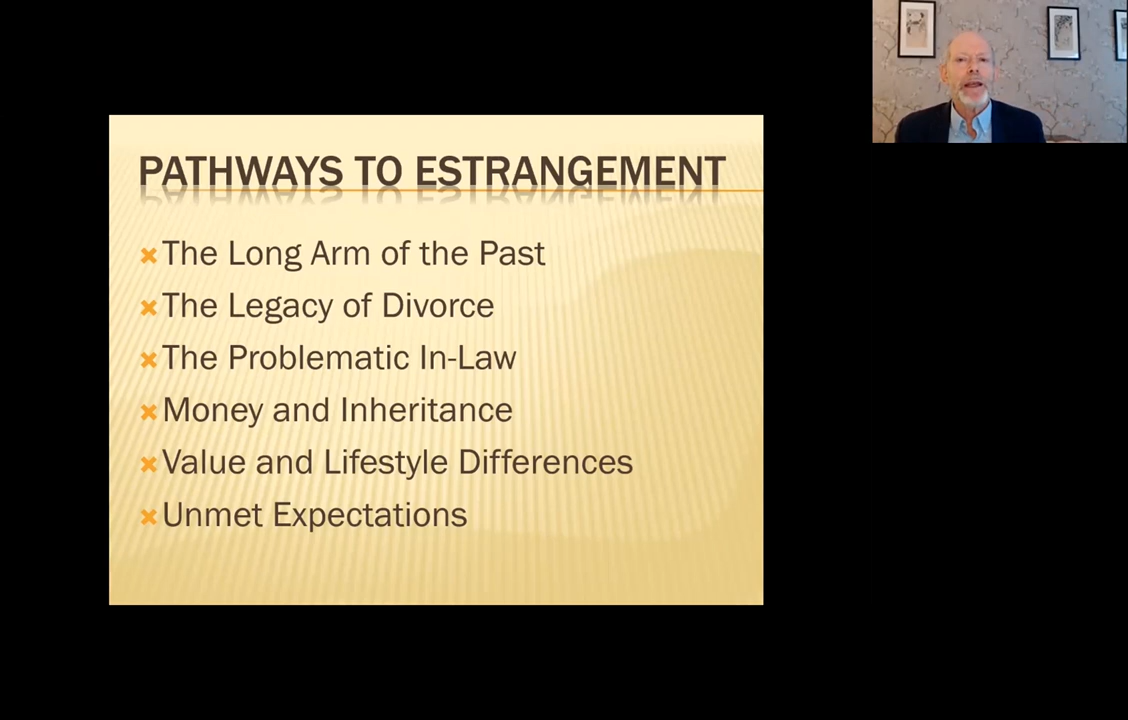 PATHWAYS TO ESTRANGEMENT
The Long Arm of the Past
The Legacy of Divorce
The Problematic In-Law
Money and Inheritance
Value and Lifestyle Differences
Unmet Expectations